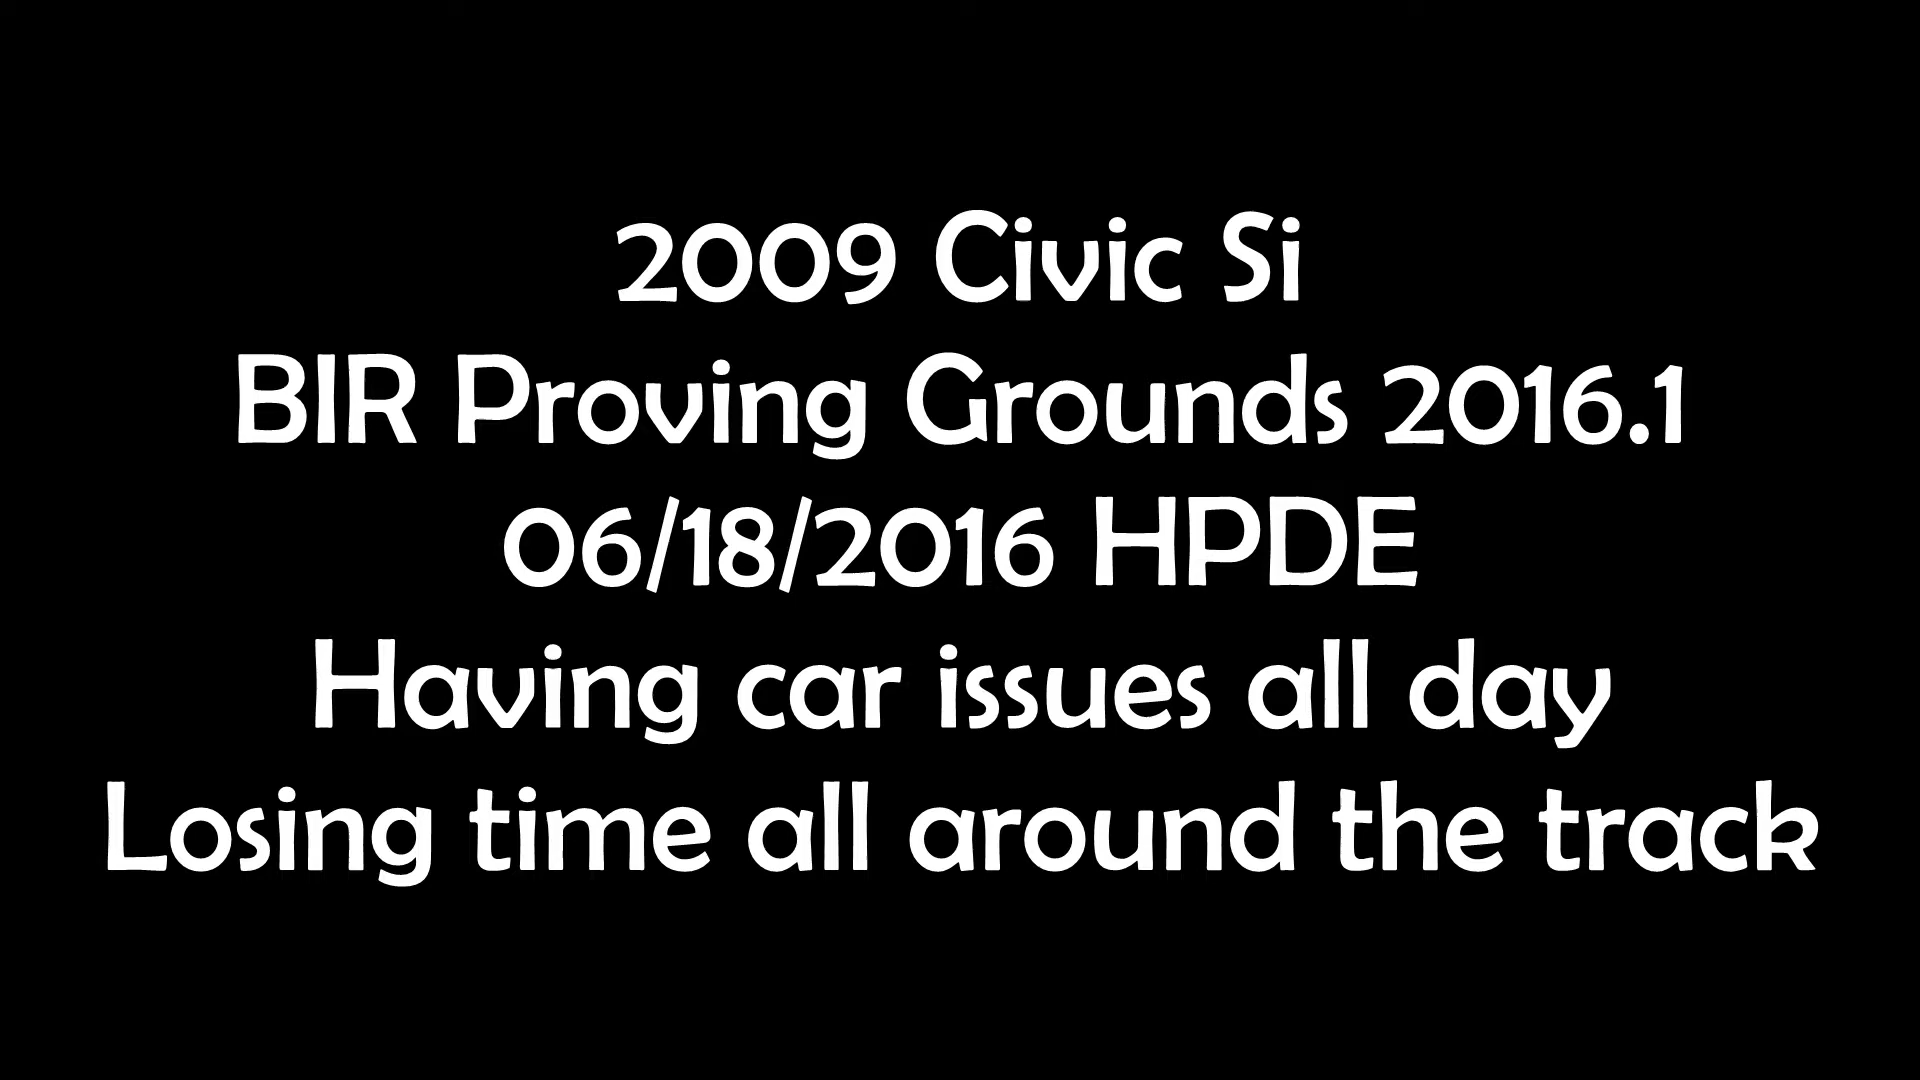 2009 Civic Si
BIR Proving Grounds 2016.1
06/18/2016 HPDE
Having car issues all day
Losing time all around the track